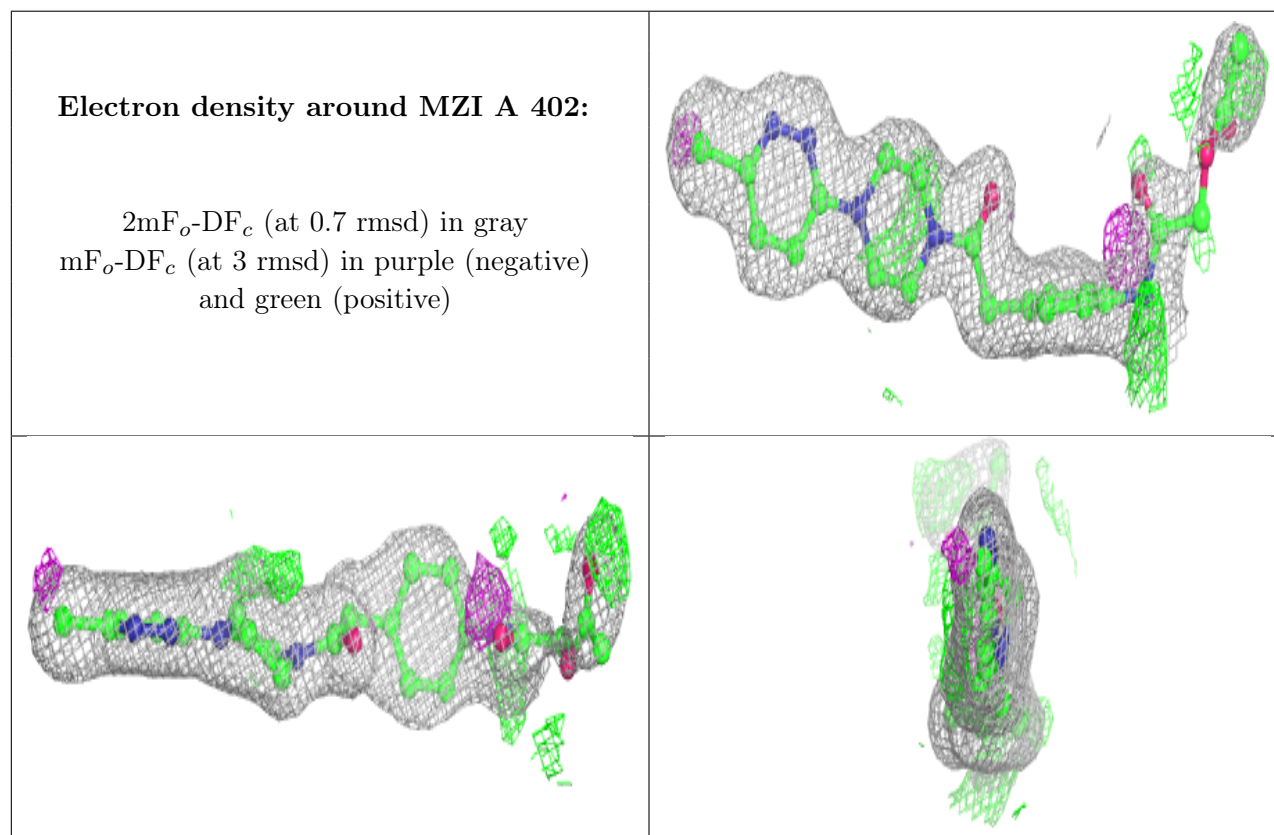 Electron density around MZI A 402:
2mFₒ-DF𝒸 (at 0.7 rmsd) in gray
mFₒ-DF𝒸 (at 3 rmsd) in purple (negative)
and green (positive)